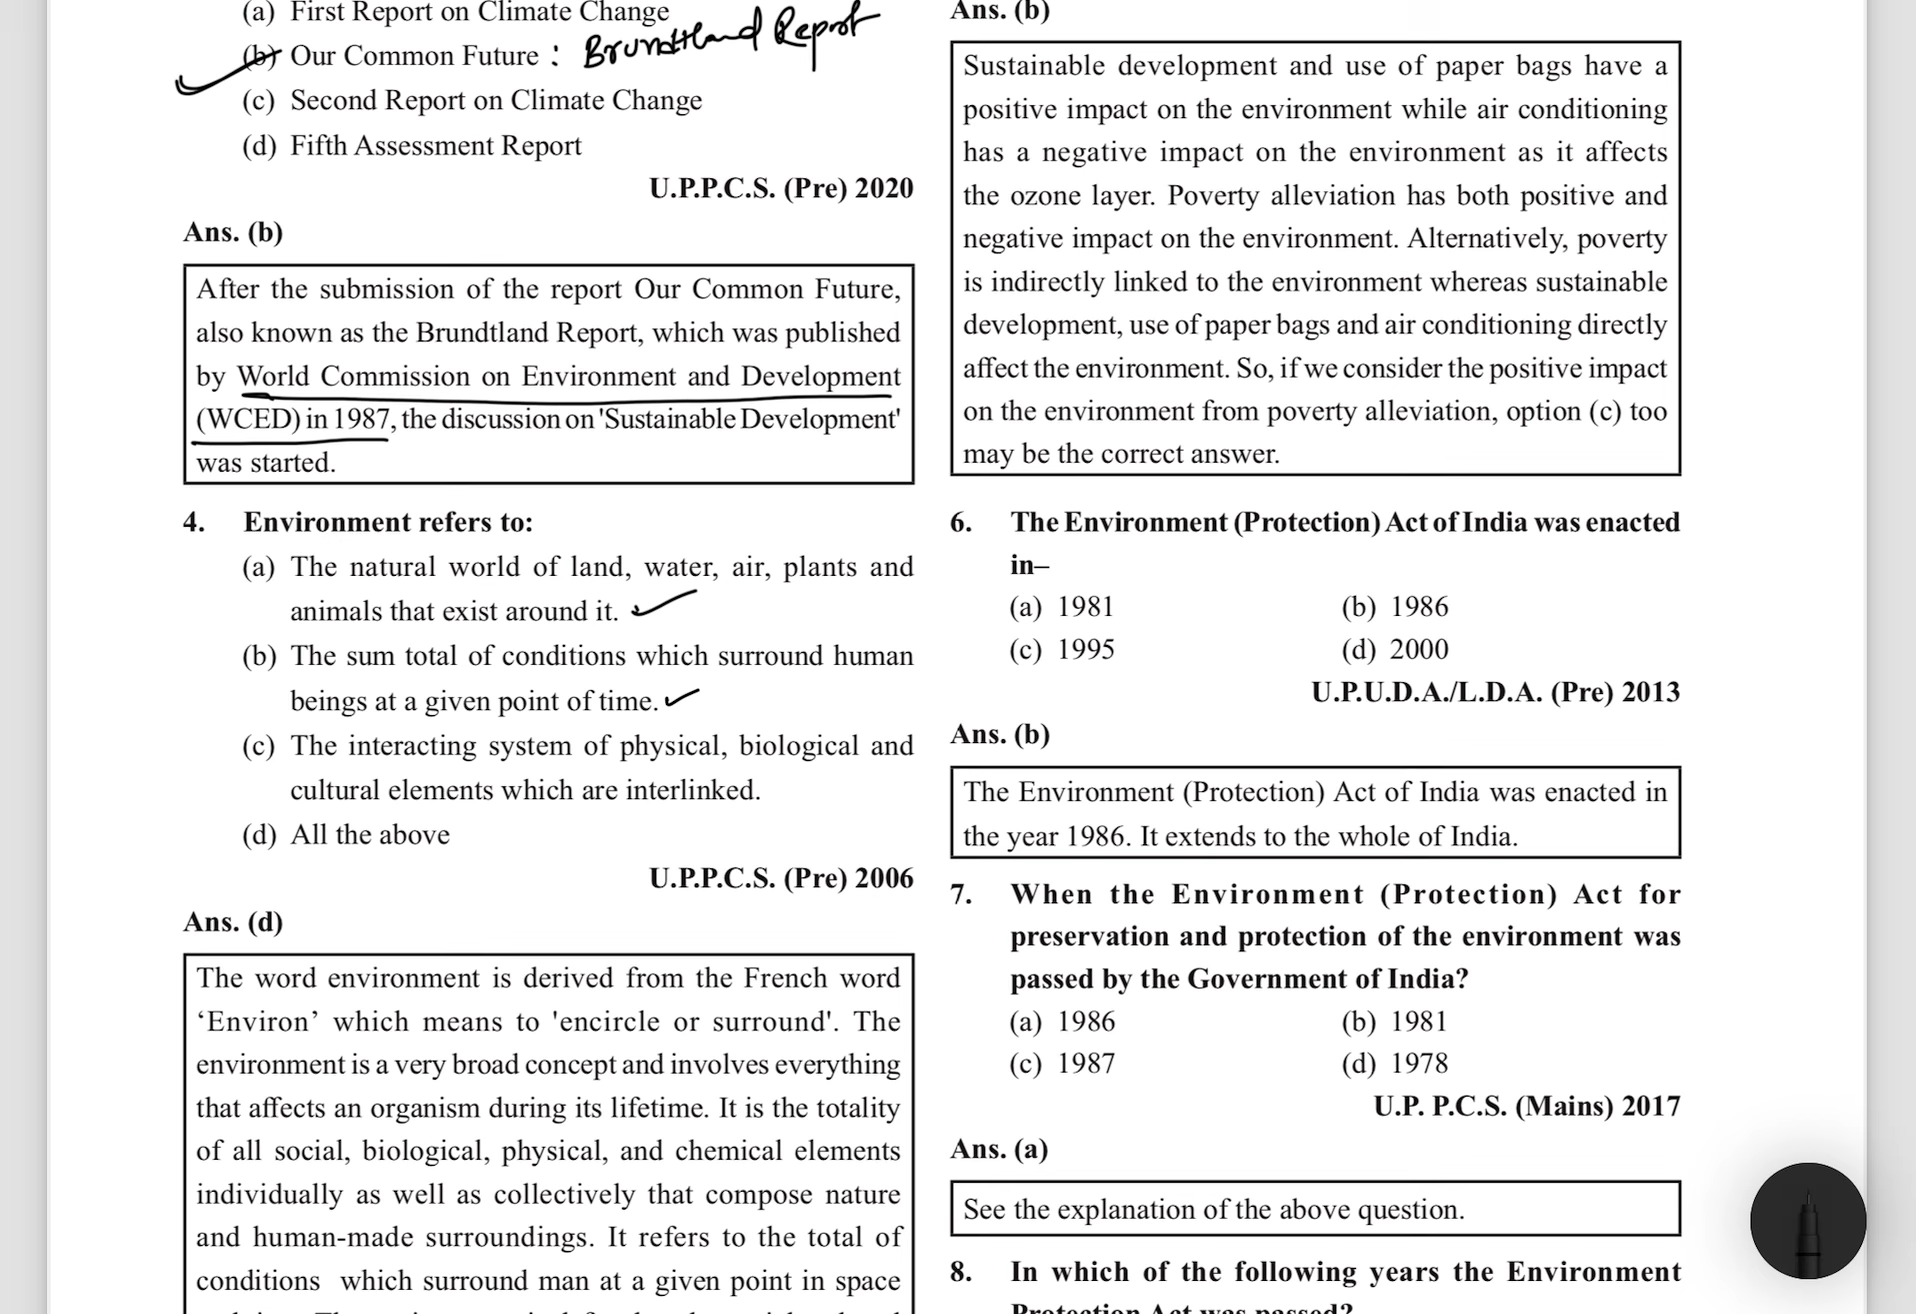 (a) First Report on Climate Change
(b) Our Common Future : Brundtland Report
(c) Second Report on Climate Change
(d) Fifth Assessment Report
U.P.P.C.S. (Pre) 2020
Ans. (b)
After the submission of the report Our Common Future,
also known as the Brundtland Report, which was published
by World Commission on Environment and Development
(WCED) in 1987, the discussion on 'Sustainable Development'
was started.
4. Environment refers to:
(a) The natural world of land, water, air, plants and
animals that exist around it.
(b) The sum total of conditions which surround human
beings at a given point of time.
(c) The interacting system of physical, biological and
cultural elements which are interlinked.
(d) All the above
U.P.P.C.S. (Pre) 2006
Ans. (d)
The word environment is derived from the French word
‘Environ’ which means to 'encircle or surround'. The
environment is a very broad concept and involves everything
that affects an organism during its lifetime. It is the totality
of all social, biological, physical, and chemical elements
individually as well as collectively that compose nature
and human-made surroundings. It refers to the total of
conditions which surround man at a given point in space
Ans. (b)
Sustainable development and use of paper bags have a
positive impact on the environment while air conditioning
has a negative impact on the environment as it affects
the ozone layer. Poverty alleviation has both positive and
negative impact on the environment. Alternatively, poverty
is indirectly linked to the environment whereas sustainable
development, use of paper bags and air conditioning directly
affect the environment. So, if we consider the positive impact
on the environment from poverty alleviation, option (c) too
may be the correct answer.
6. The Environment (Protection) Act of India was enacted
in–
(a) 1981 (b) 1986
(c) 1995 (d) 2000
U.P.U.D.A./L.D.A. (Pre) 2013
Ans. (b)
The Environment (Protection) Act of India was enacted in
the year 1986. It extends to the whole of India.
7. When the Environment (Protection) Act for
preservation and protection of the environment was
passed by the Government of India?
(a) 1986 (b) 1981
(c) 1987 (d) 1978
U.P. P.C.S. (Mains) 2017
Ans. (a)
See the explanation of the above question.
8. In which of the following years the Environment
Protection Act was passed?